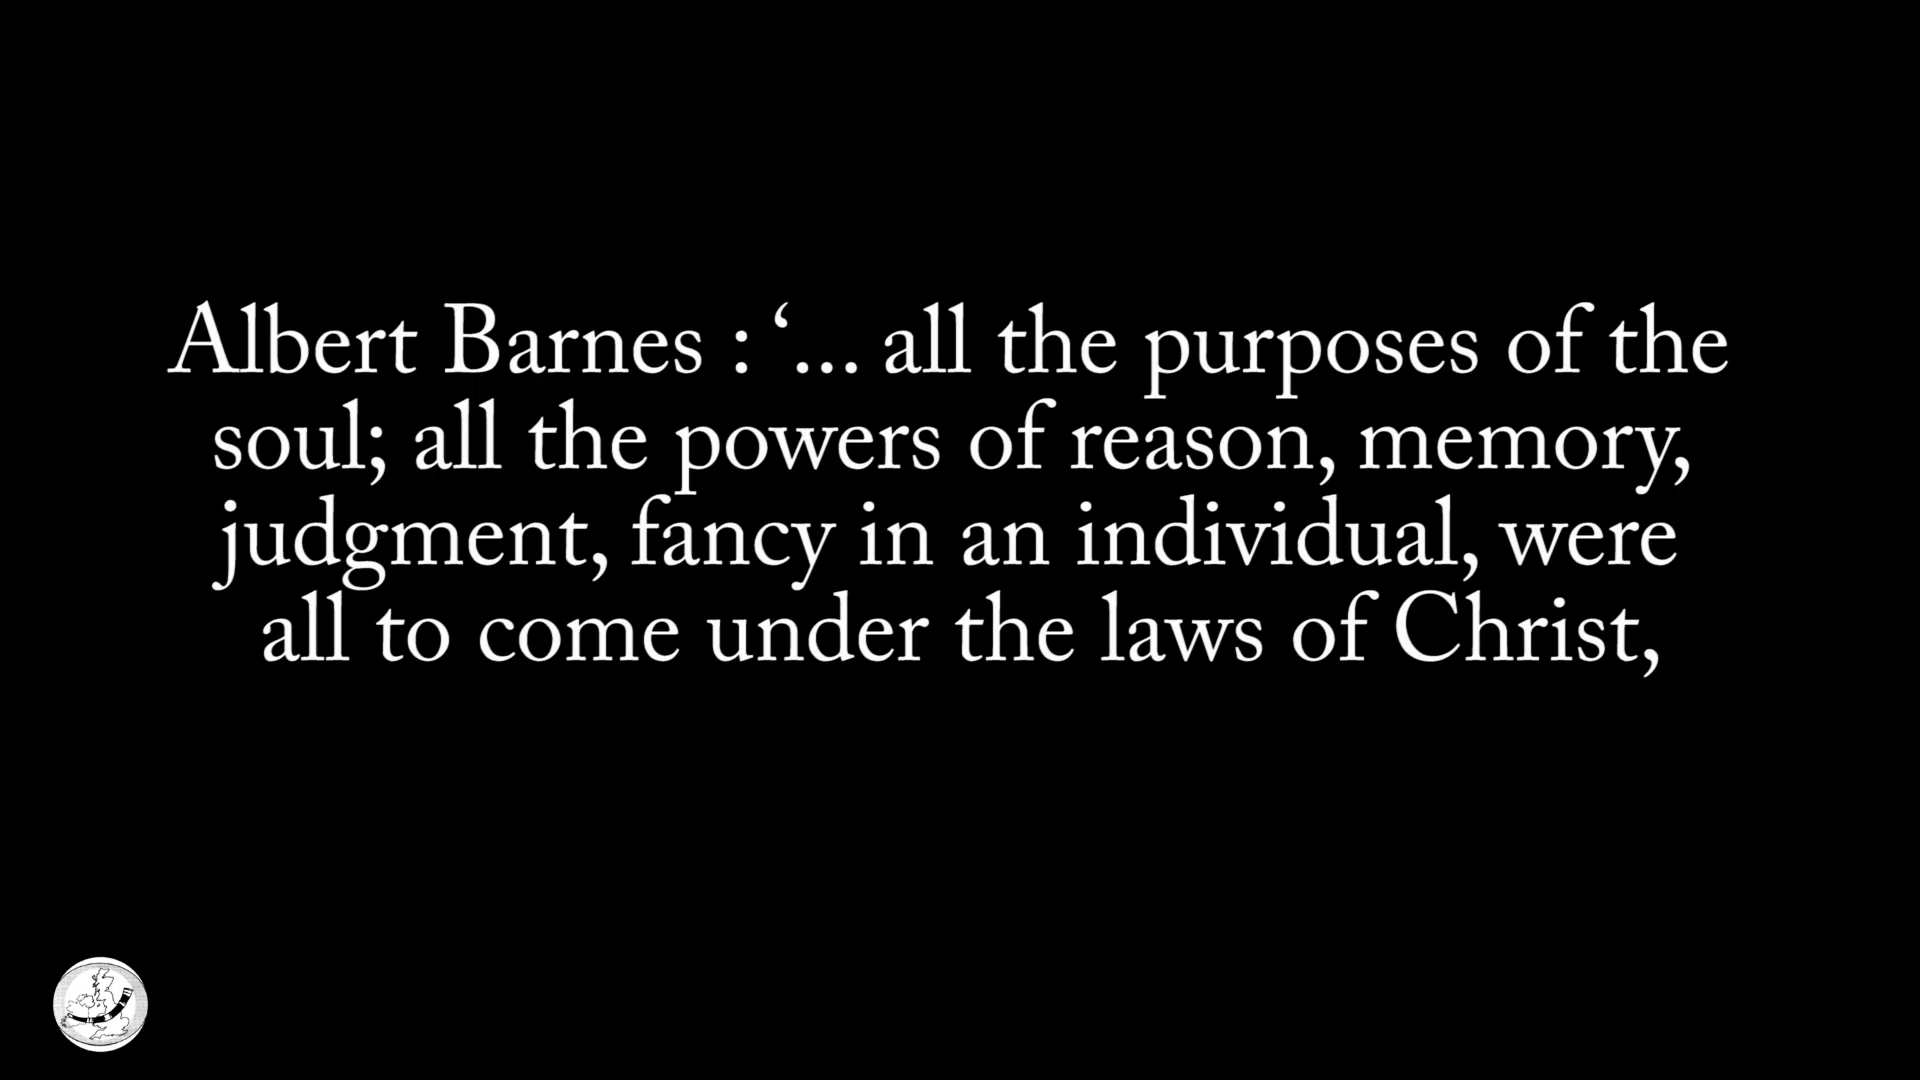 Albert Barnes : ‘... all the purposes of the
soul; all the powers of reason, memory,
judgment, fancy in an individual, were
all to come under the laws of Christ,